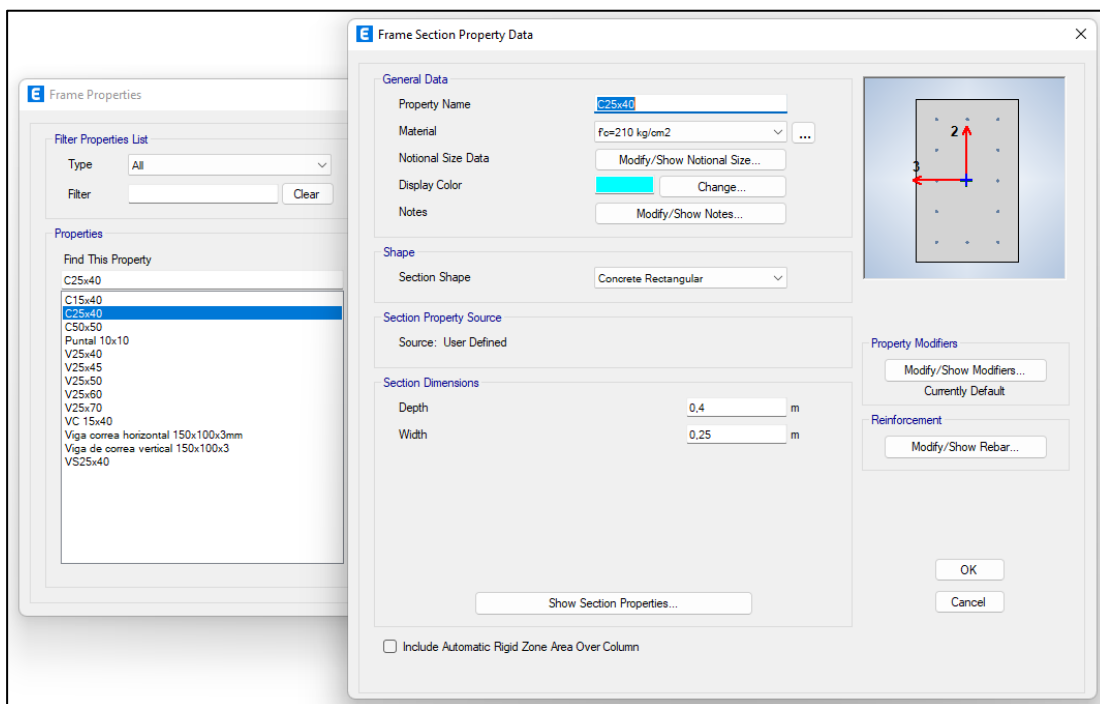 Frame Properties
Filter Properties List
Type All
Filter Clear
Properties
Find This Property
C25x40
C15x40
C25x40
C50x50
Puntal 10x10
V25x40
V25x45
V25x50
V25x60
V25x70
VC 15x40
Viga correa horizontal 150x100x3mm
Viga de correa vertical 150x100x3
VS25x40
Frame Section Property Data
General Data
Property Name C25x40
Material f'c=210 kg/cm2 ...
Notional Size Data Modify/Show Notional Size...
Display Color Change...
Notes Modify/Show Notes...
Shape
Section Shape Concrete Rectangular
Section Property Source
Source: User Defined
Section Dimensions
Depth 0,4 m
Width 0,25 m
Show Section Properties...
Include Automatic Rigid Zone Area Over Column
2
3
Property Modifiers
Modify/Show Modifiers...
Currently Default
Reinforcement
Modify/Show Rebar...
OK
Cancel